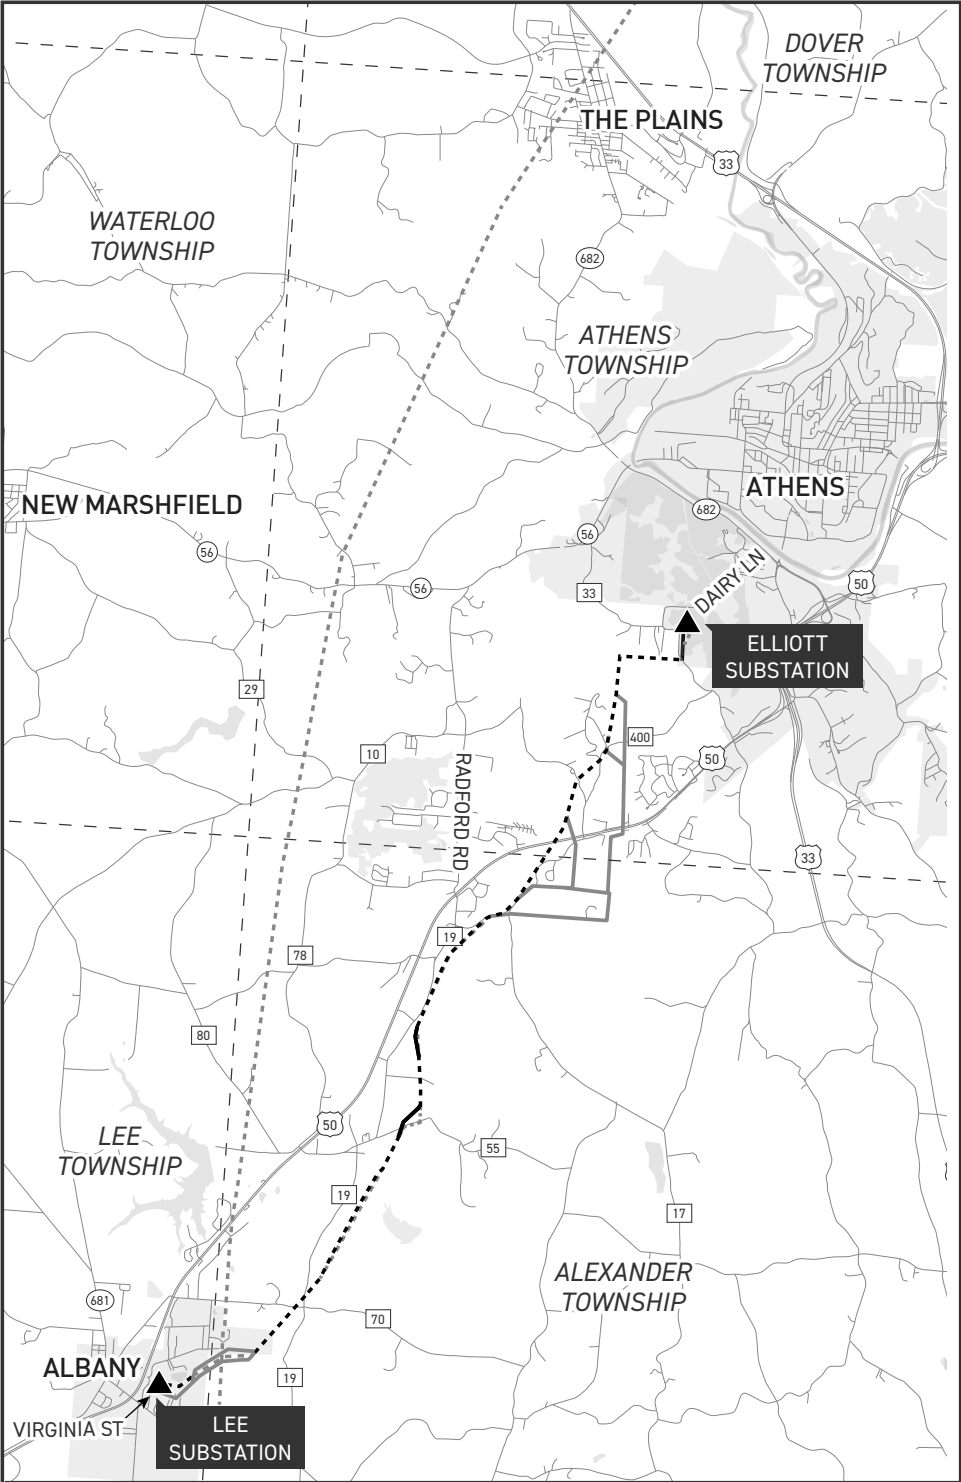 DOVER
TOWNSHIP
THE PLAINS
33
WATERLOO
TOWNSHIP
682
ATHENS
TOWNSHIP
ATHENS
NEW MARSHFIELD
682
56
56
56
50
33
DAIRY LN
ELLIOTT
SUBSTATION
29
400
10
50
RADFORD RD
33
19
78
80
50
LEE
TOWNSHIP
55
19
17
ALEXANDER
TOWNSHIP
681
70
ALBANY
19
VIRGINIA ST
LEE
SUBSTATION